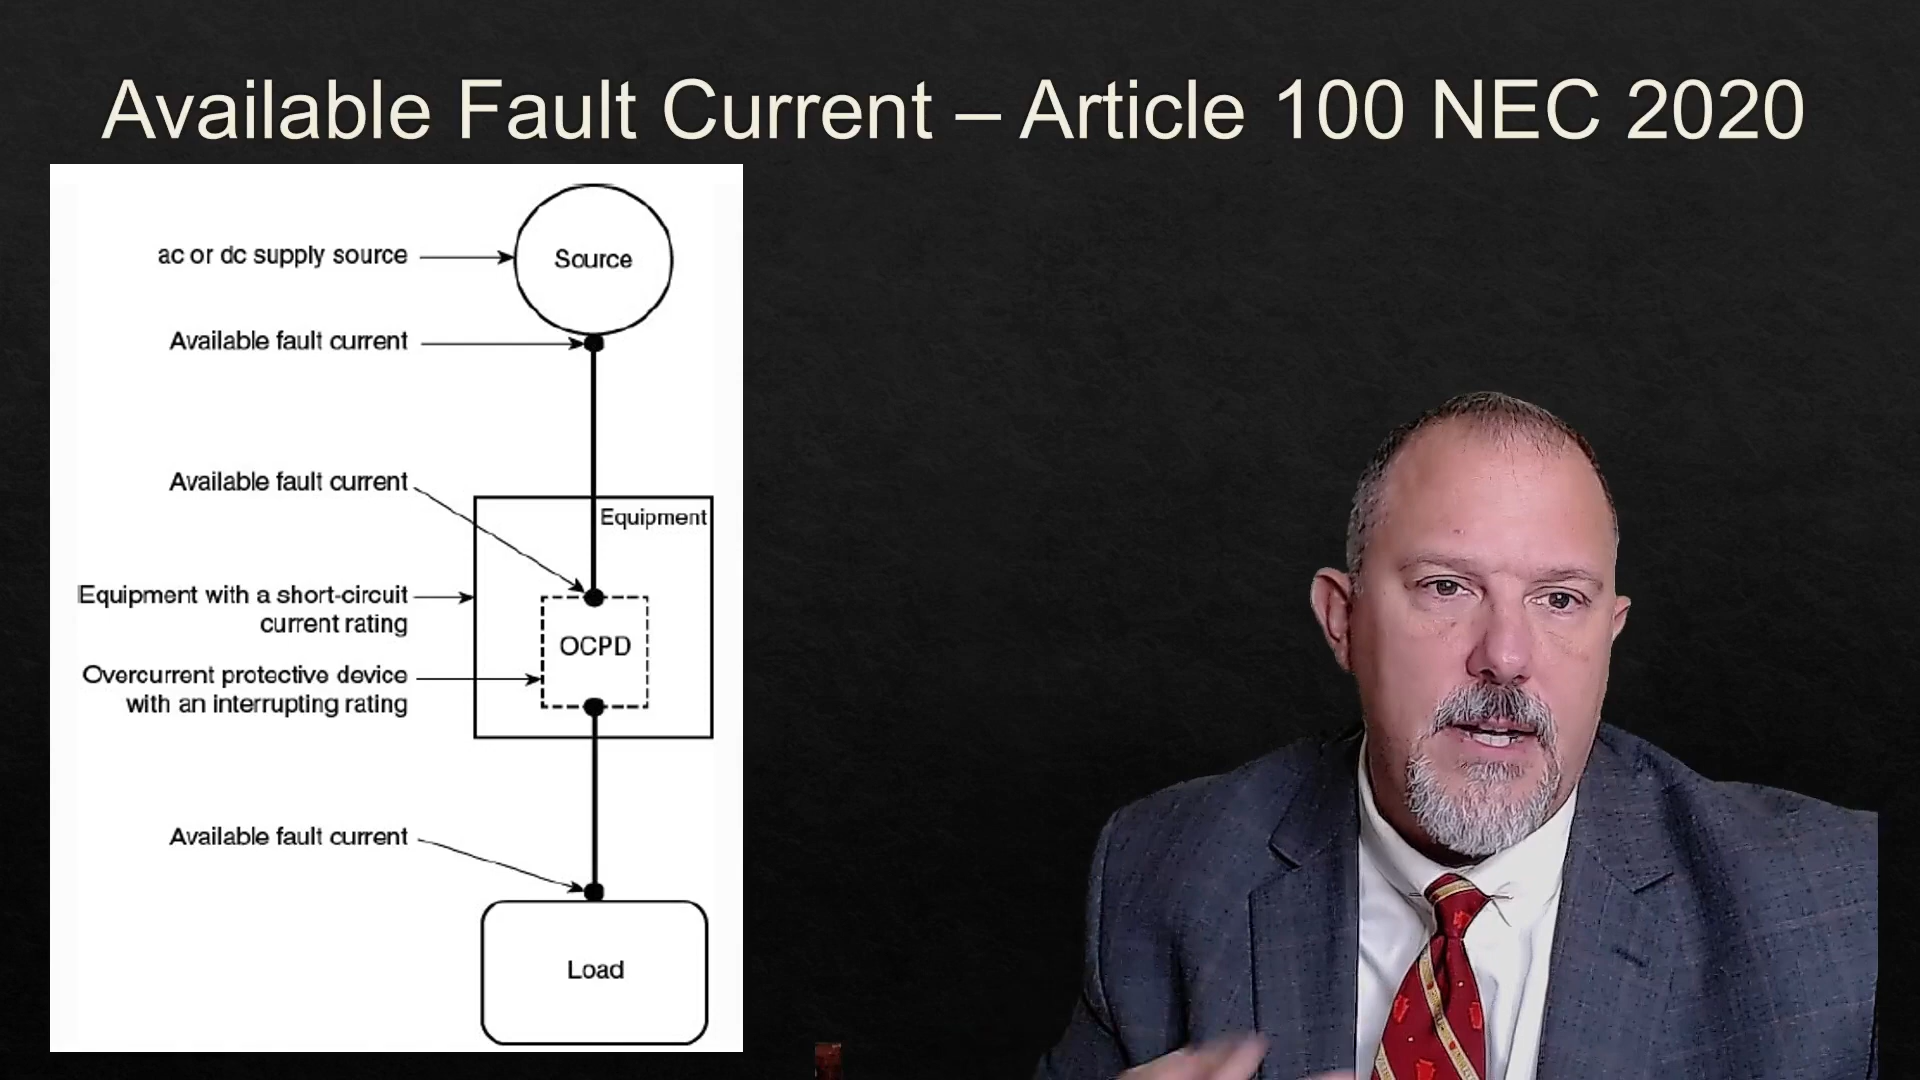 Available Fault Current – Article 100 NEC 2020
ac or dc supply source
Source
Available fault current
Available fault current
Equipment
Equipment with a short-circuit
current rating
OCPD
Overcurrent protective device
with an interrupting rating
Available fault current
Load